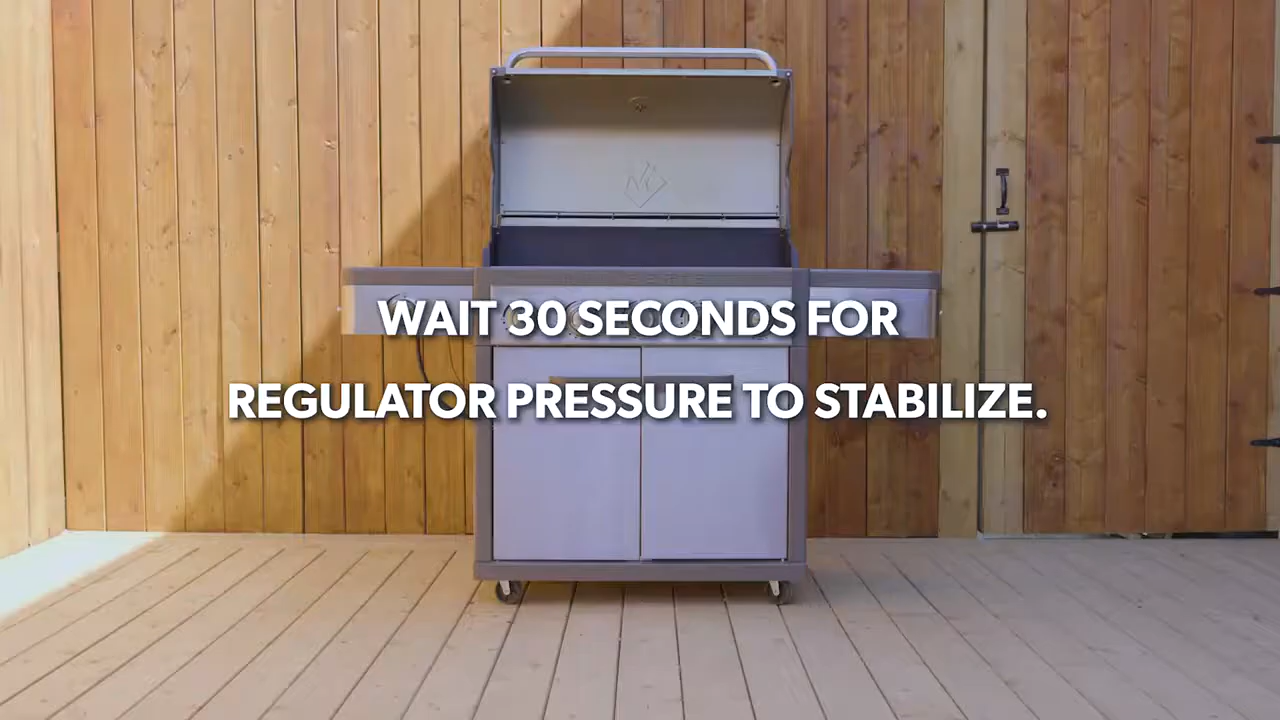 WAIT 30 SECONDS FOR
REGULATOR PRESSURE TO STABILIZE.